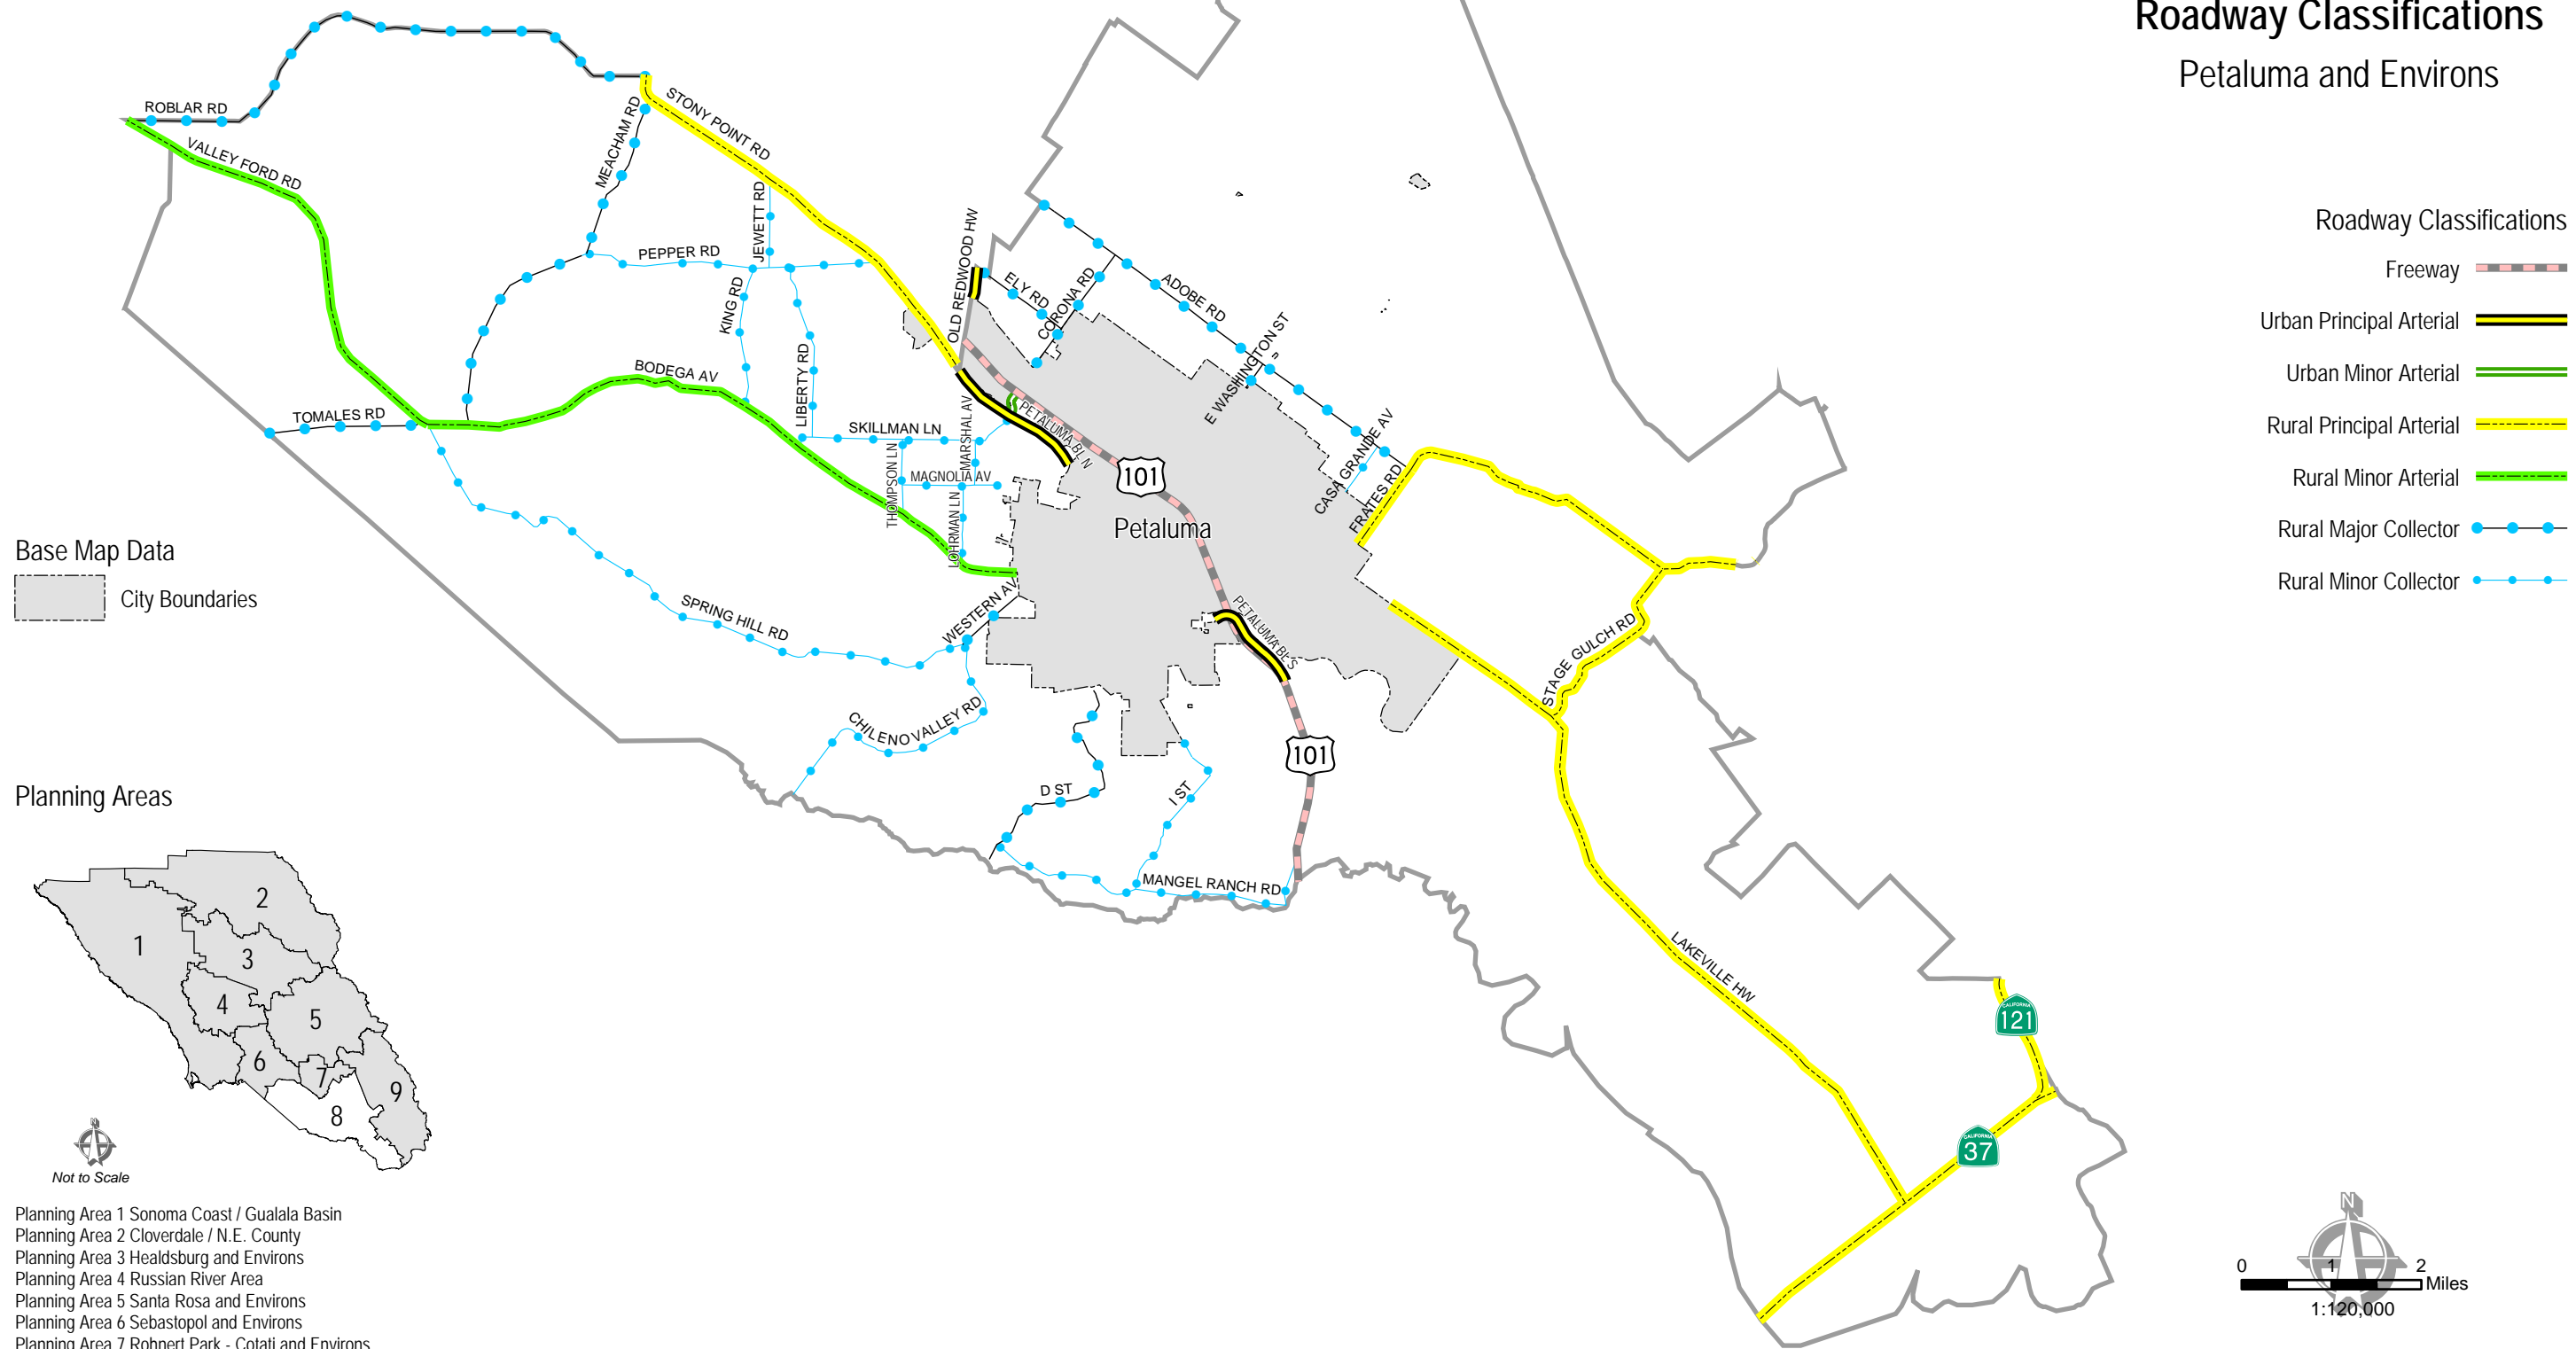 Roadway Classifications
Petaluma and Environs
ROBLAR RD
VALLEY FORD RD
MEACHAM RD
STONY POINT RD
JEWETT RD
PEPPER RD
KING RD
LIBERTY RD
BODEGA AV
TOMALES RD
SKILLMAN LN
THOMPSON LN
MARSHAL AV
MAGNOLIA AV
LOHRMAN LN
OLD REDWOOD HW
ELY RD
CORONA RD
ADOBE RD
E WASHINGTON ST
CASA GRANDE AV
FRATES RD
PETALUMA BL N
101
Petaluma
WESTERN AV
SPRING HILL RD
CHILENO VALLEY RD
PETALUMA BL S
STAGE GULCH RD
D ST
I ST
101
MANGEL RANCH RD
LAKEVILLE HW
CALIFORNIA
121
CALIFORNIA
37
Roadway Classifications
Freeway
Urban Principal Arterial
Urban Minor Arterial
Rural Principal Arterial
Rural Minor Arterial
Rural Major Collector
Rural Minor Collector
Base Map Data
City Boundaries
Planning Areas
1
2
3
4
5
6
7
8
9
Not to Scale
Planning Area 1 Sonoma Coast / Gualala Basin
Planning Area 2 Cloverdale / N.E. County
Planning Area 3 Healdsburg and Environs
Planning Area 4 Russian River Area
Planning Area 5 Santa Rosa and Environs
Planning Area 6 Sebastopol and Environs
Planning Area 7 Rohnert Park - Cotati and Environs
N
0 1 2
Miles
1:120,000